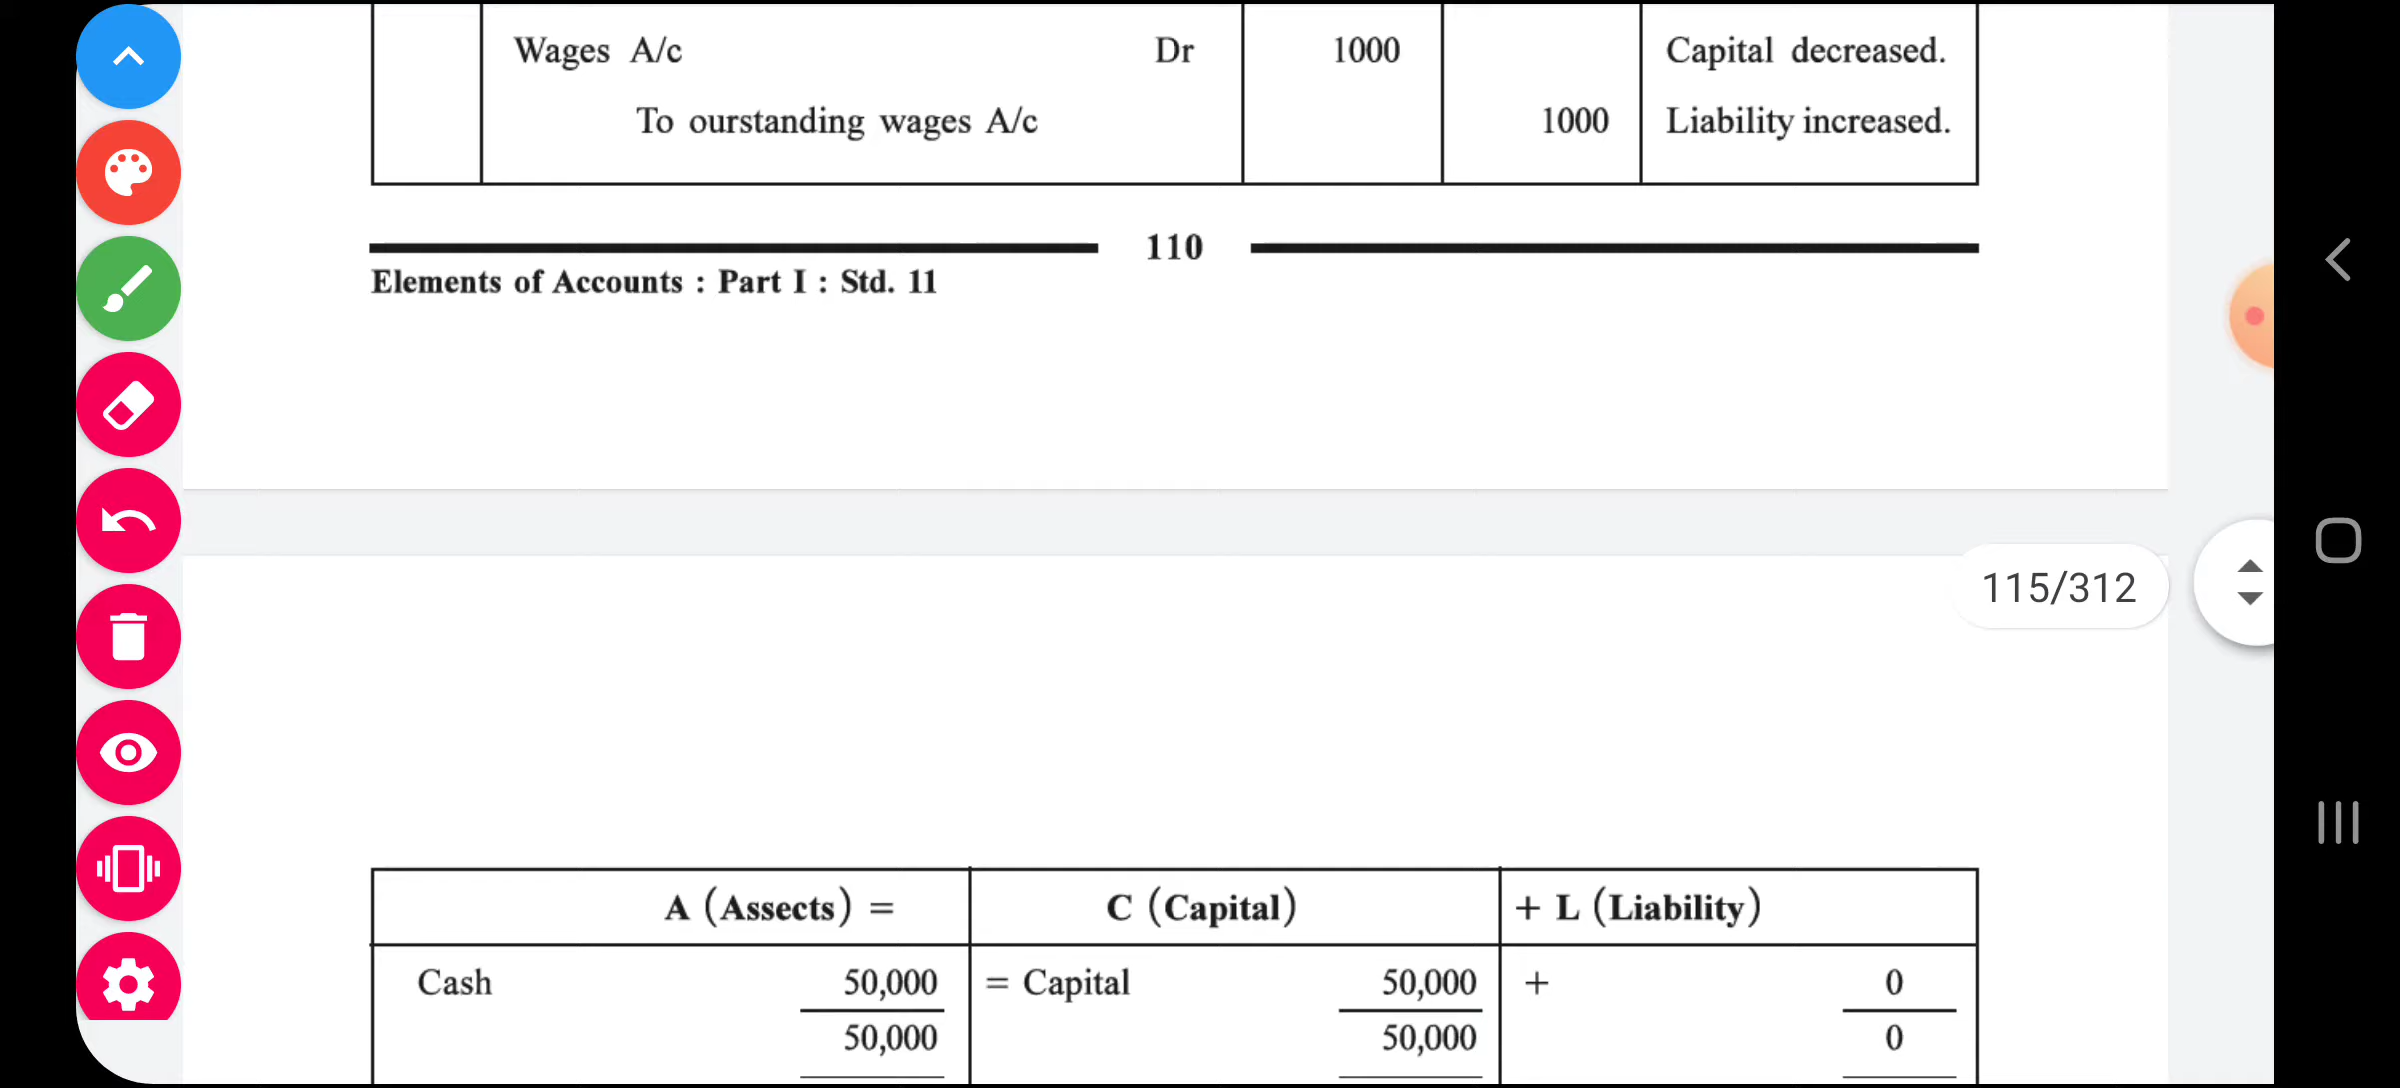 Wages A/c Dr 1000 Capital decreased.
To ourstanding wages A/c 1000 Liability increased.
110
Elements of Accounts : Part I : Std. 11
115/312
A (Assects) = C (Capital) + L (Liability)
Cash 50,000 = Capital 50,000 + 0
50,000 50,000 0